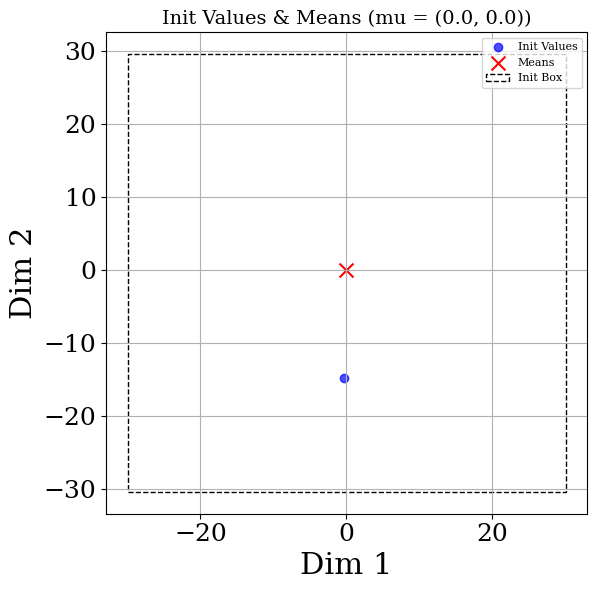 Init Values & Means (mu = (0.0, 0.0))
Init Values
Means
Init Box
30
20
10
0
−10
−20
−30
Dim 2
−20
0
20
Dim 1